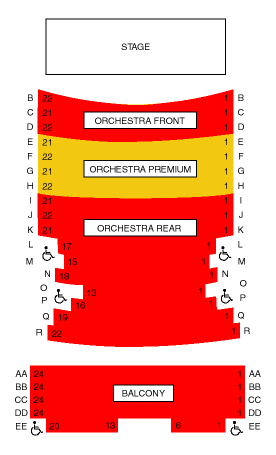 STAGE
B 22 1 B
C 21 1 C
ORCHESTRA FRONT
D 22 1 D
E 21 1 E
F 22 1 F
ORCHESTRA PREMIUM
G 21 1 G
H 22 1 H
I 21 1 I
J 22 1 J
ORCHESTRA REAR
K 21 1 K
L 17 1 L
M 15 1 M
N 19 1 N
O 13 1 O
P 16 1 P
Q 19 1 Q
R 22 1 R
AA 24 1 AA
BB 24 1 BB
BALCONY
CC 24 1 CC
DD 24 1 DD
EE 20 13 6 1 EE